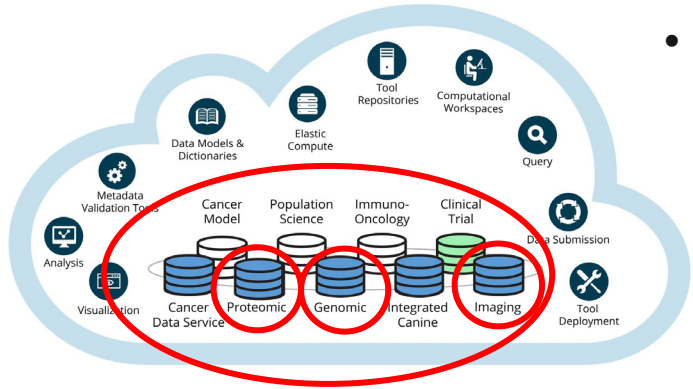 Tool
Repositories
Computational
Workspaces
Elastic
Compute
Data Models &
Dictionaries
Query
Metadata
Validation Tools
Cancer
Model
Population
Science
Immuno-
Oncology
Clinical
Trial
Data Submission
Analysis
Visualization
Cancer
Data Service
Proteomic
Genomic
Integrated
Canine
Imaging
Tool
Deployment